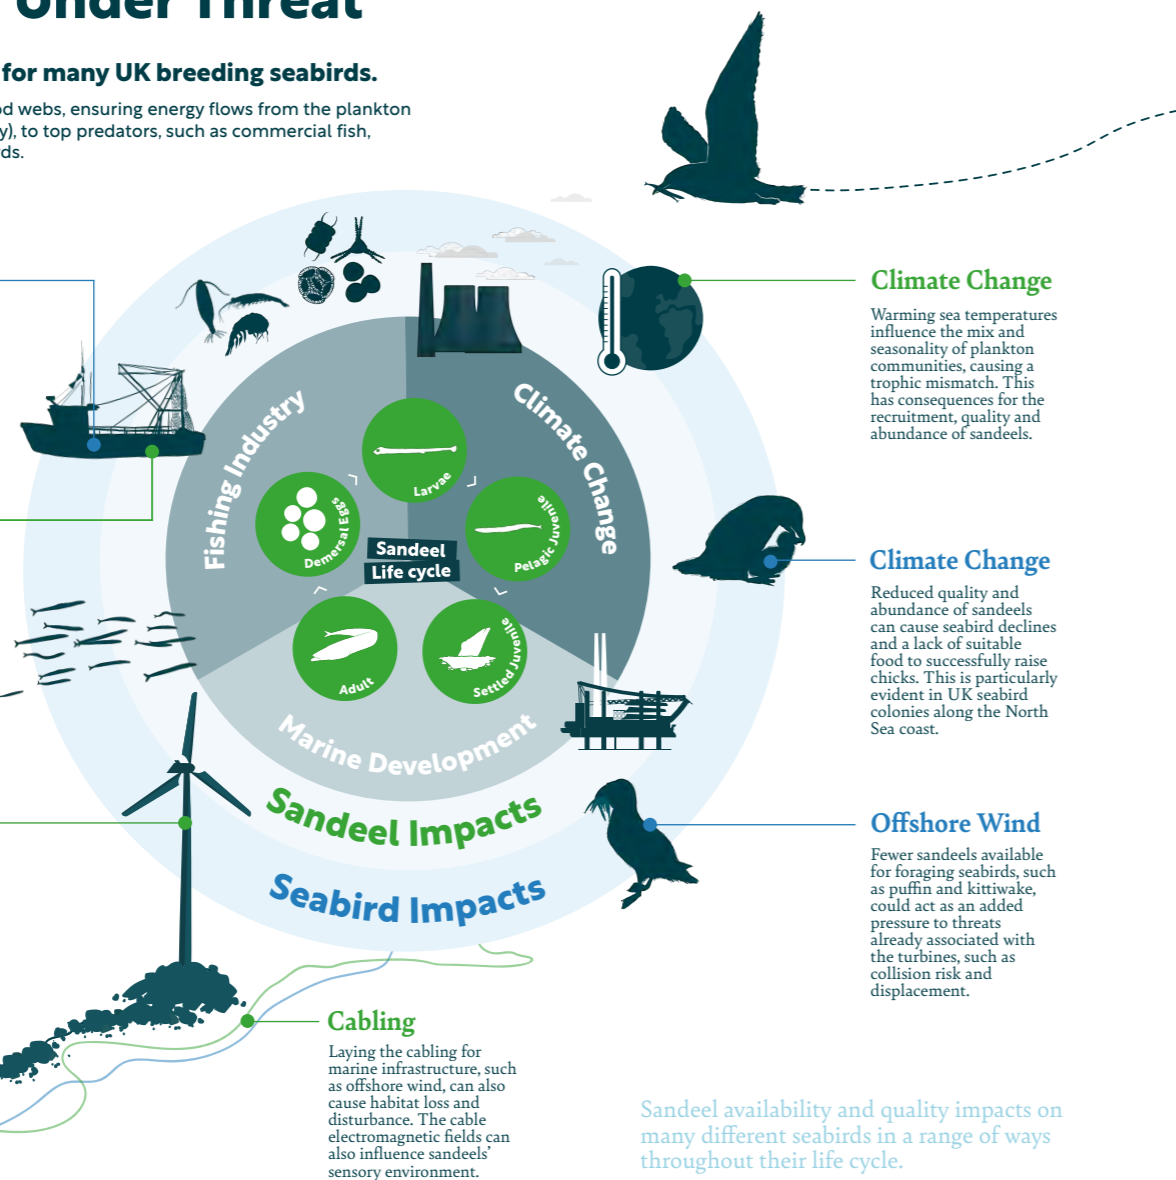 Under Threat
for many UK breeding seabirds.
webs, ensuring energy flows from the plankton
to top predators, such as commercial fish,
Climate Change
Warming sea temperatures
influence the mix and
seasonality of plankton
communities, causing a
trophic mismatch. This
has consequences for the
recruitment, quality and
abundance of sandeels.
Fishing Industry
Climate Change
Larvae
Demersal Eggs
Pelagic Juvenile
Sandeel
Life cycle
Adult
Settled Juvenile
Marine Development
Sandeel Impacts
Seabird Impacts
Climate Change
Reduced quality and
abundance of sandeels
can cause seabird declines
and a lack of suitable
food to successfully raise
chicks. This is particularly
evident in UK seabird
colonies along the North
Sea coast.
Offshore Wind
Fewer sandeels available
for foraging seabirds, such
as puffin and kittiwake,
could act as an added
pressure to threats
already associated with
the turbines, such as
collision risk and
displacement.
Cabling
Laying the cabling for
marine infrastructure, such
as offshore wind, can also
cause habitat loss and
disturbance. The cable
electromagnetic fields can
also influence sandeels'
sensory environment.
Sandeel availability and quality impacts on
many different seabirds in a range of ways
throughout their life cycle.